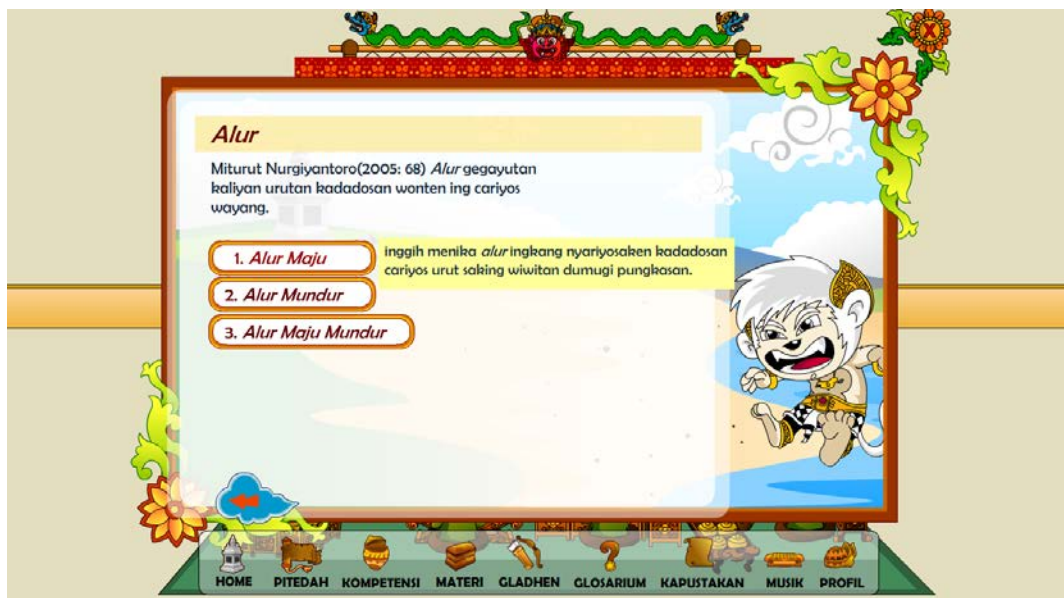 X
Alur
Miturut Nurgiyantoro(2005: 68) Alur gegayutan
kaliyan urutan kadadosan wonten ing cariyos
wayang.
1. Alur Maju
inggih menika alur ingkang nyariyosaken kadadosan
cariyos urut saking wiwitan dumugi pungkasan.
2. Alur Mundur
3. Alur Maju Mundur
HOME PITEDAH KOMPETENSI MATERI GLADHEN GLOSARIUM KAPUSTAKAN MUSIK PROFIL